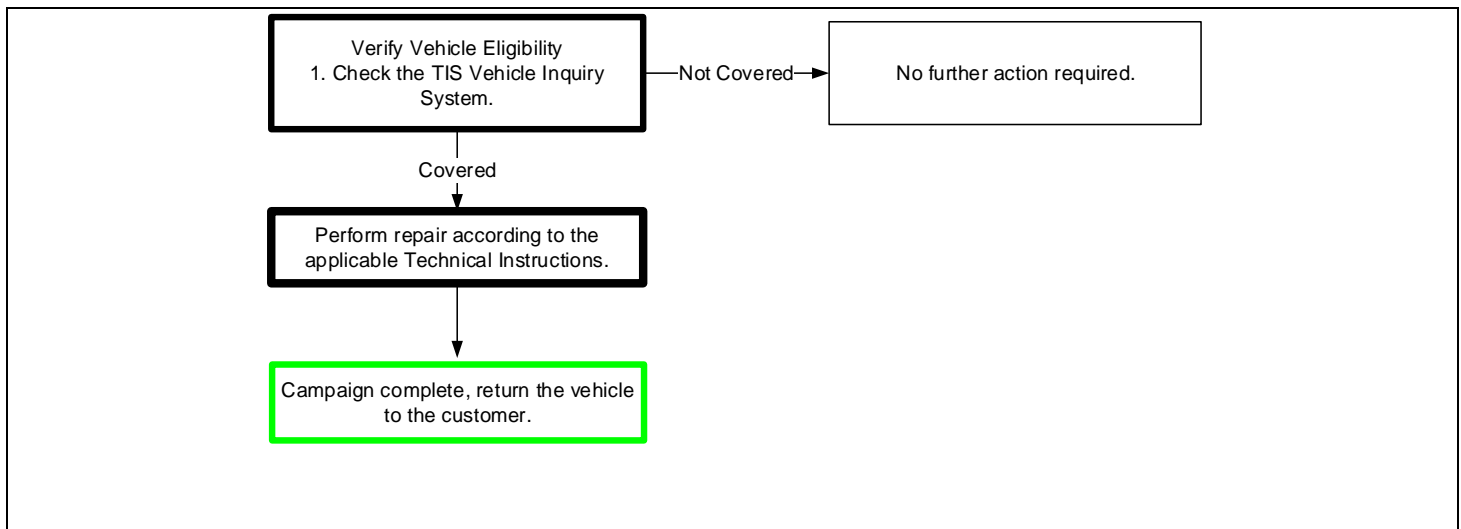 Verify Vehicle Eligibility
1. Check the TIS Vehicle Inquiry
System.
Not Covered
No further action required.
Covered
Perform repair according to the
applicable Technical Instructions.
Campaign complete, return the vehicle
to the customer.